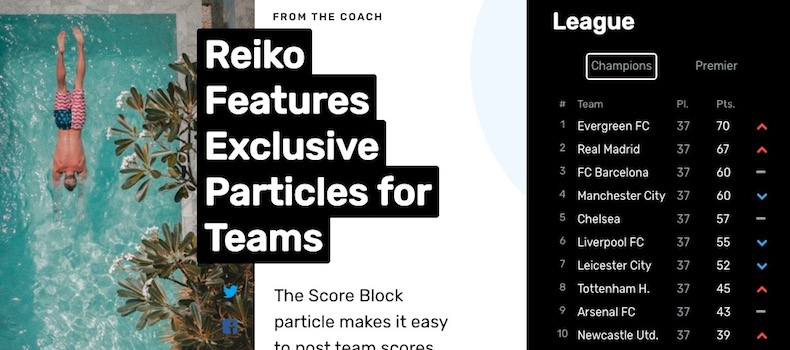 FROM THE COACH
Reiko
Features
Exclusive
Particles for
Teams
The Score Block
particle makes it easy
to post team scores
League
Champions Premier
# Team Pl. Pts.
1 Evergreen FC 37 70
2 Real Madrid 37 67
3 FC Barcelona 37 60
4 Manchester City 37 60
5 Chelsea 37 57
6 Liverpool FC 37 55
7 Leicester City 37 52
8 Tottenham H. 37 45
9 Arsenal FC 37 43
10 Newcastle Utd. 37 39